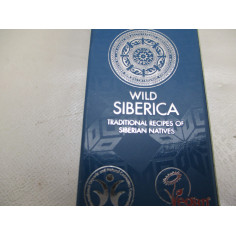 WILD
SIBERICA
TRADITIONAL RECIPES OF
SIBERIAN NATIVES